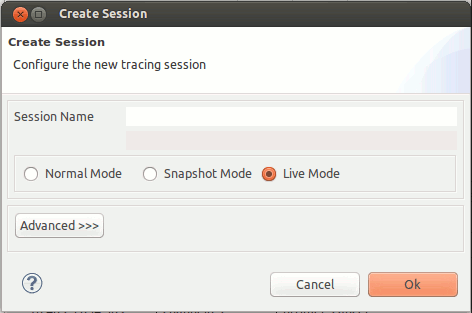 Create Session
Create Session
Configure the new tracing session
Session Name
Normal Mode Snapshot Mode Live Mode
Advanced >>>
?
Cancel Ok